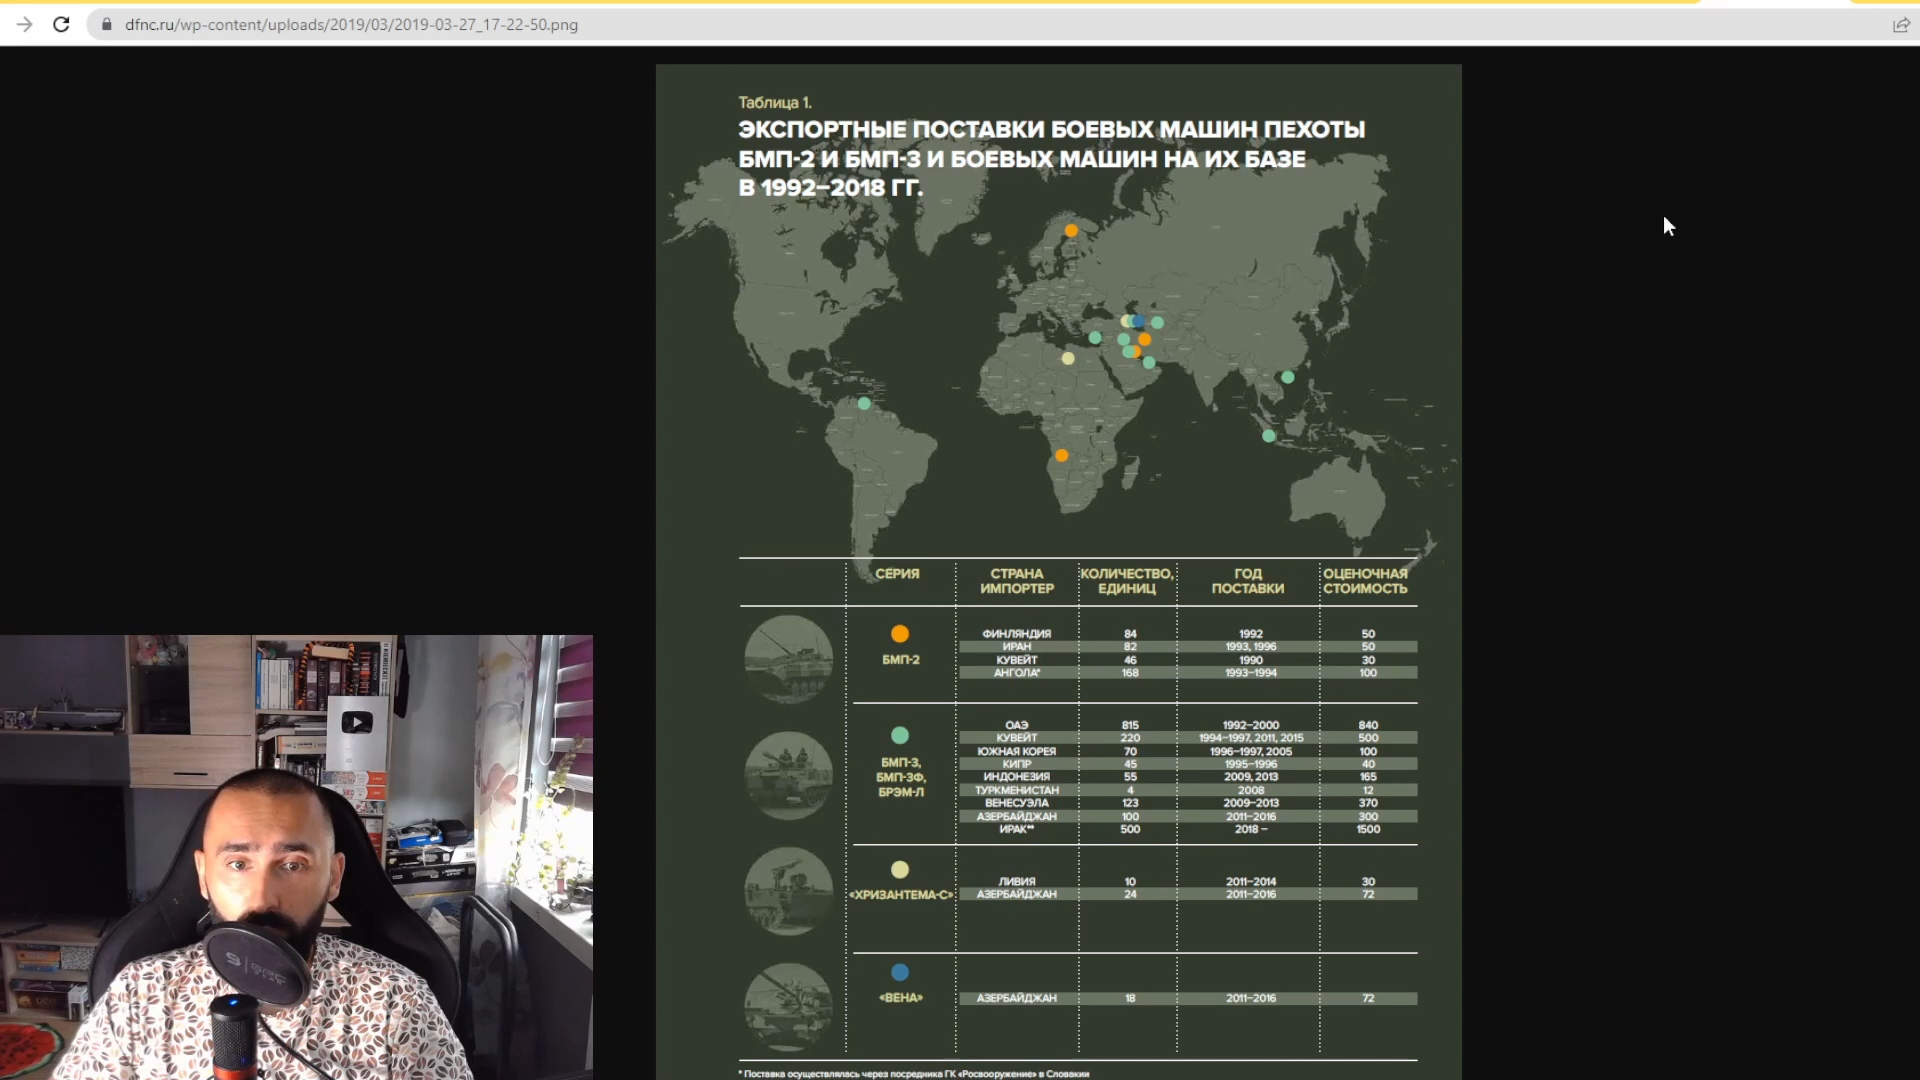 dfnc.ru/wp-content/uploads/2019/03/2019-03-27_17-22-50.png
Таблица 1.
ЭКСПОРТНЫЕ ПОСТАВКИ БОЕВЫХ МАШИН ПЕХОТЫ
БМП-2 И БМП-3 И БОЕВЫХ МАШИН НА ИХ БАЗЕ
В 1992–2018 ГГ.
СЕРИЯ СТРАНА ИМПОРТЕР КОЛИЧЕСТВО, ЕДИНИЦ ГОД ПОСТАВКИ ОЦЕНОЧНАЯ СТОИМОСТЬ
БМП-2
ФИНЛЯНДИЯ 84 1992 50
ИРАН 82 1993, 1996 50
КУВЕЙТ 46 1990 30
АНГОЛА* 168 1993–1994 100
БМП-3,
БМП-3Ф,
БРЭМ-Л
ОАЭ 815 1992–2000 840
КУВЕЙТ 220 1994–1997, 2011, 2015 500
ЮЖНАЯ КОРЕЯ 70 1996–1997, 2005 100
КИПР 45 1995–1996 40
ИНДОНЕЗИЯ 55 2009, 2013 165
ТУРКМЕНИСТАН 4 2008 12
ВЕНЕСУЭЛА 123 2009–2013 370
АЗЕРБАЙДЖАН 100 2011–2016 300
ИРАК** 500 2018 – 1500
«ХРИЗАНТЕМА-С»
ЛИВИЯ 10 2011–2014 30
АЗЕРБАЙДЖАН 24 2011–2016 72
«ВЕНА»
АЗЕРБАЙДЖАН 18 2011–2016 72
* Поставка осуществлялась через посредника ГК «Росвооружение» в Словакии